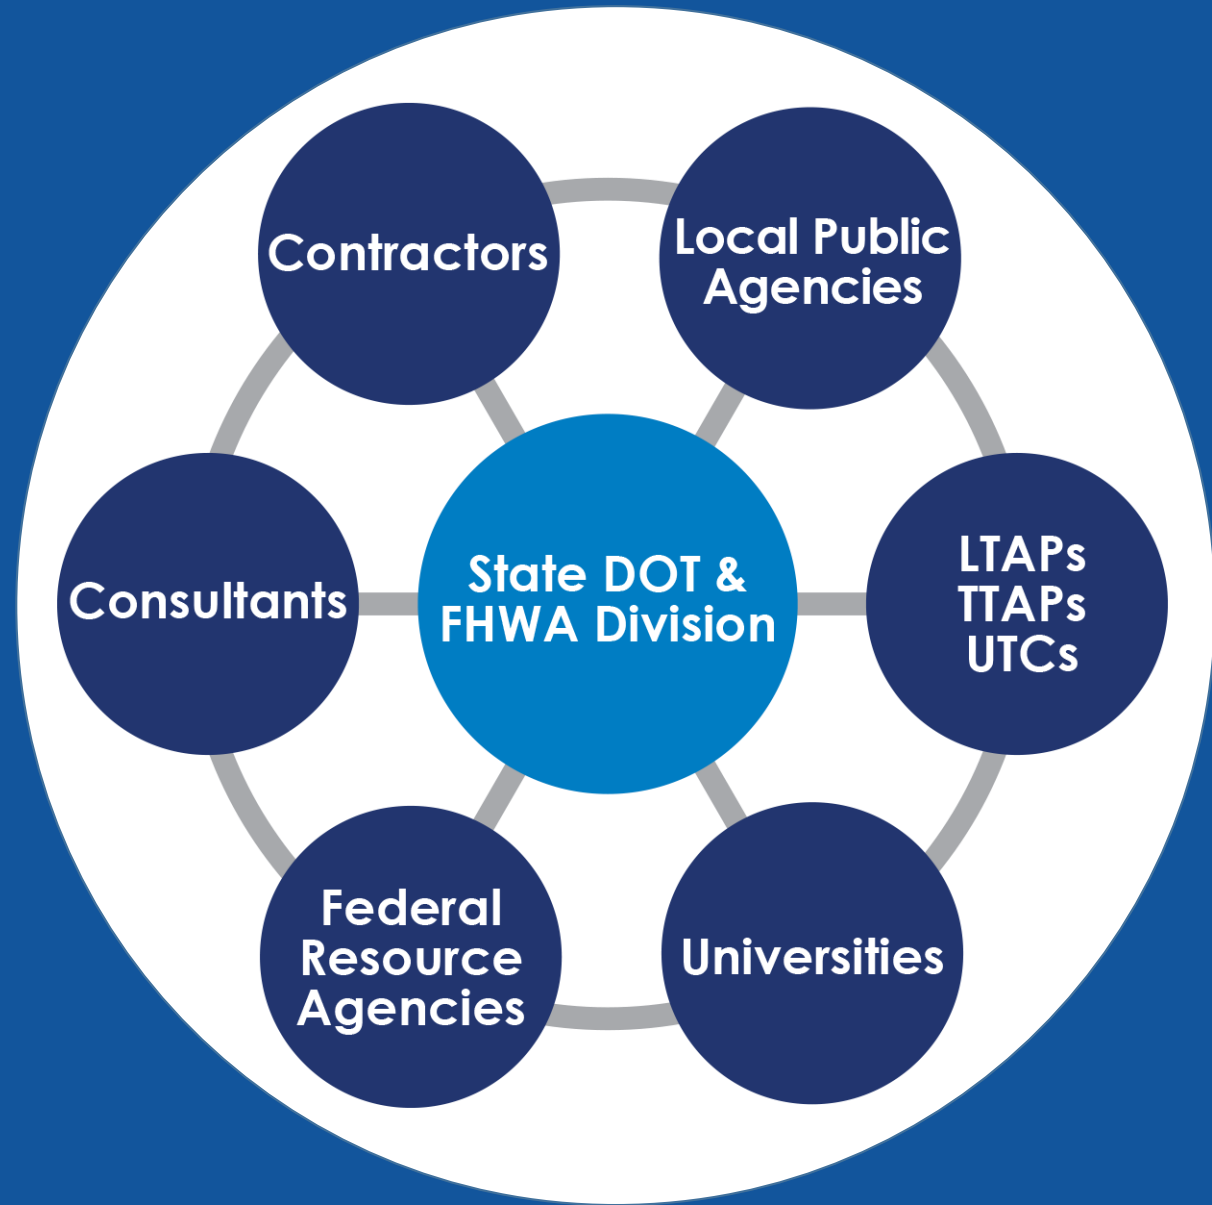 Contractors
Local Public
Agencies
Consultants
State DOT &
FHWA Division
LTAPs
TTAPs
UTCs
Federal
Resource
Agencies
Universities